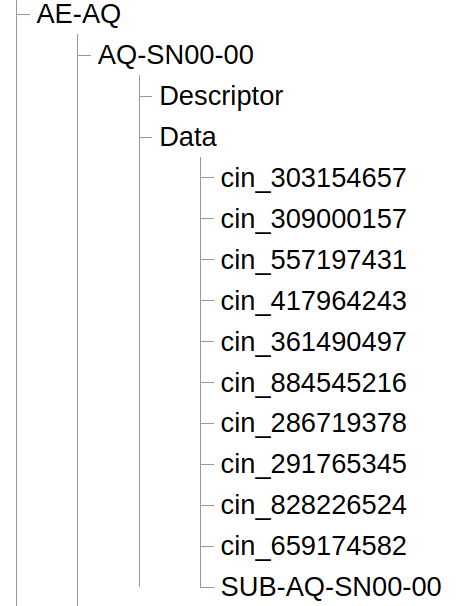 AE-AQ
AQ-SN00-00
Descriptor
Data
cin_303154657
cin_309000157
cin_557197431
cin_417964243
cin_361490497
cin_884545216
cin_286719378
cin_291765345
cin_828226524
cin_659174582
SUB-AQ-SN00-00